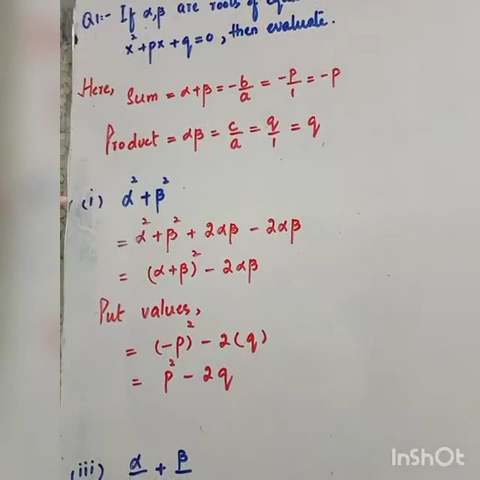 Q1:- If α,β are roots of
x²+px+q=0, then evaluate.
Here, Sum = α+β = -b/a = -p/1 = -p
Product = αβ = c/a = q/1 = q
(i) α²+β²
= α²+β²+2αβ-2αβ
= (α+β)²-2αβ
Put values,
= (-p)²-2(q)
= p²-2q
(iii) α + β
InShOt